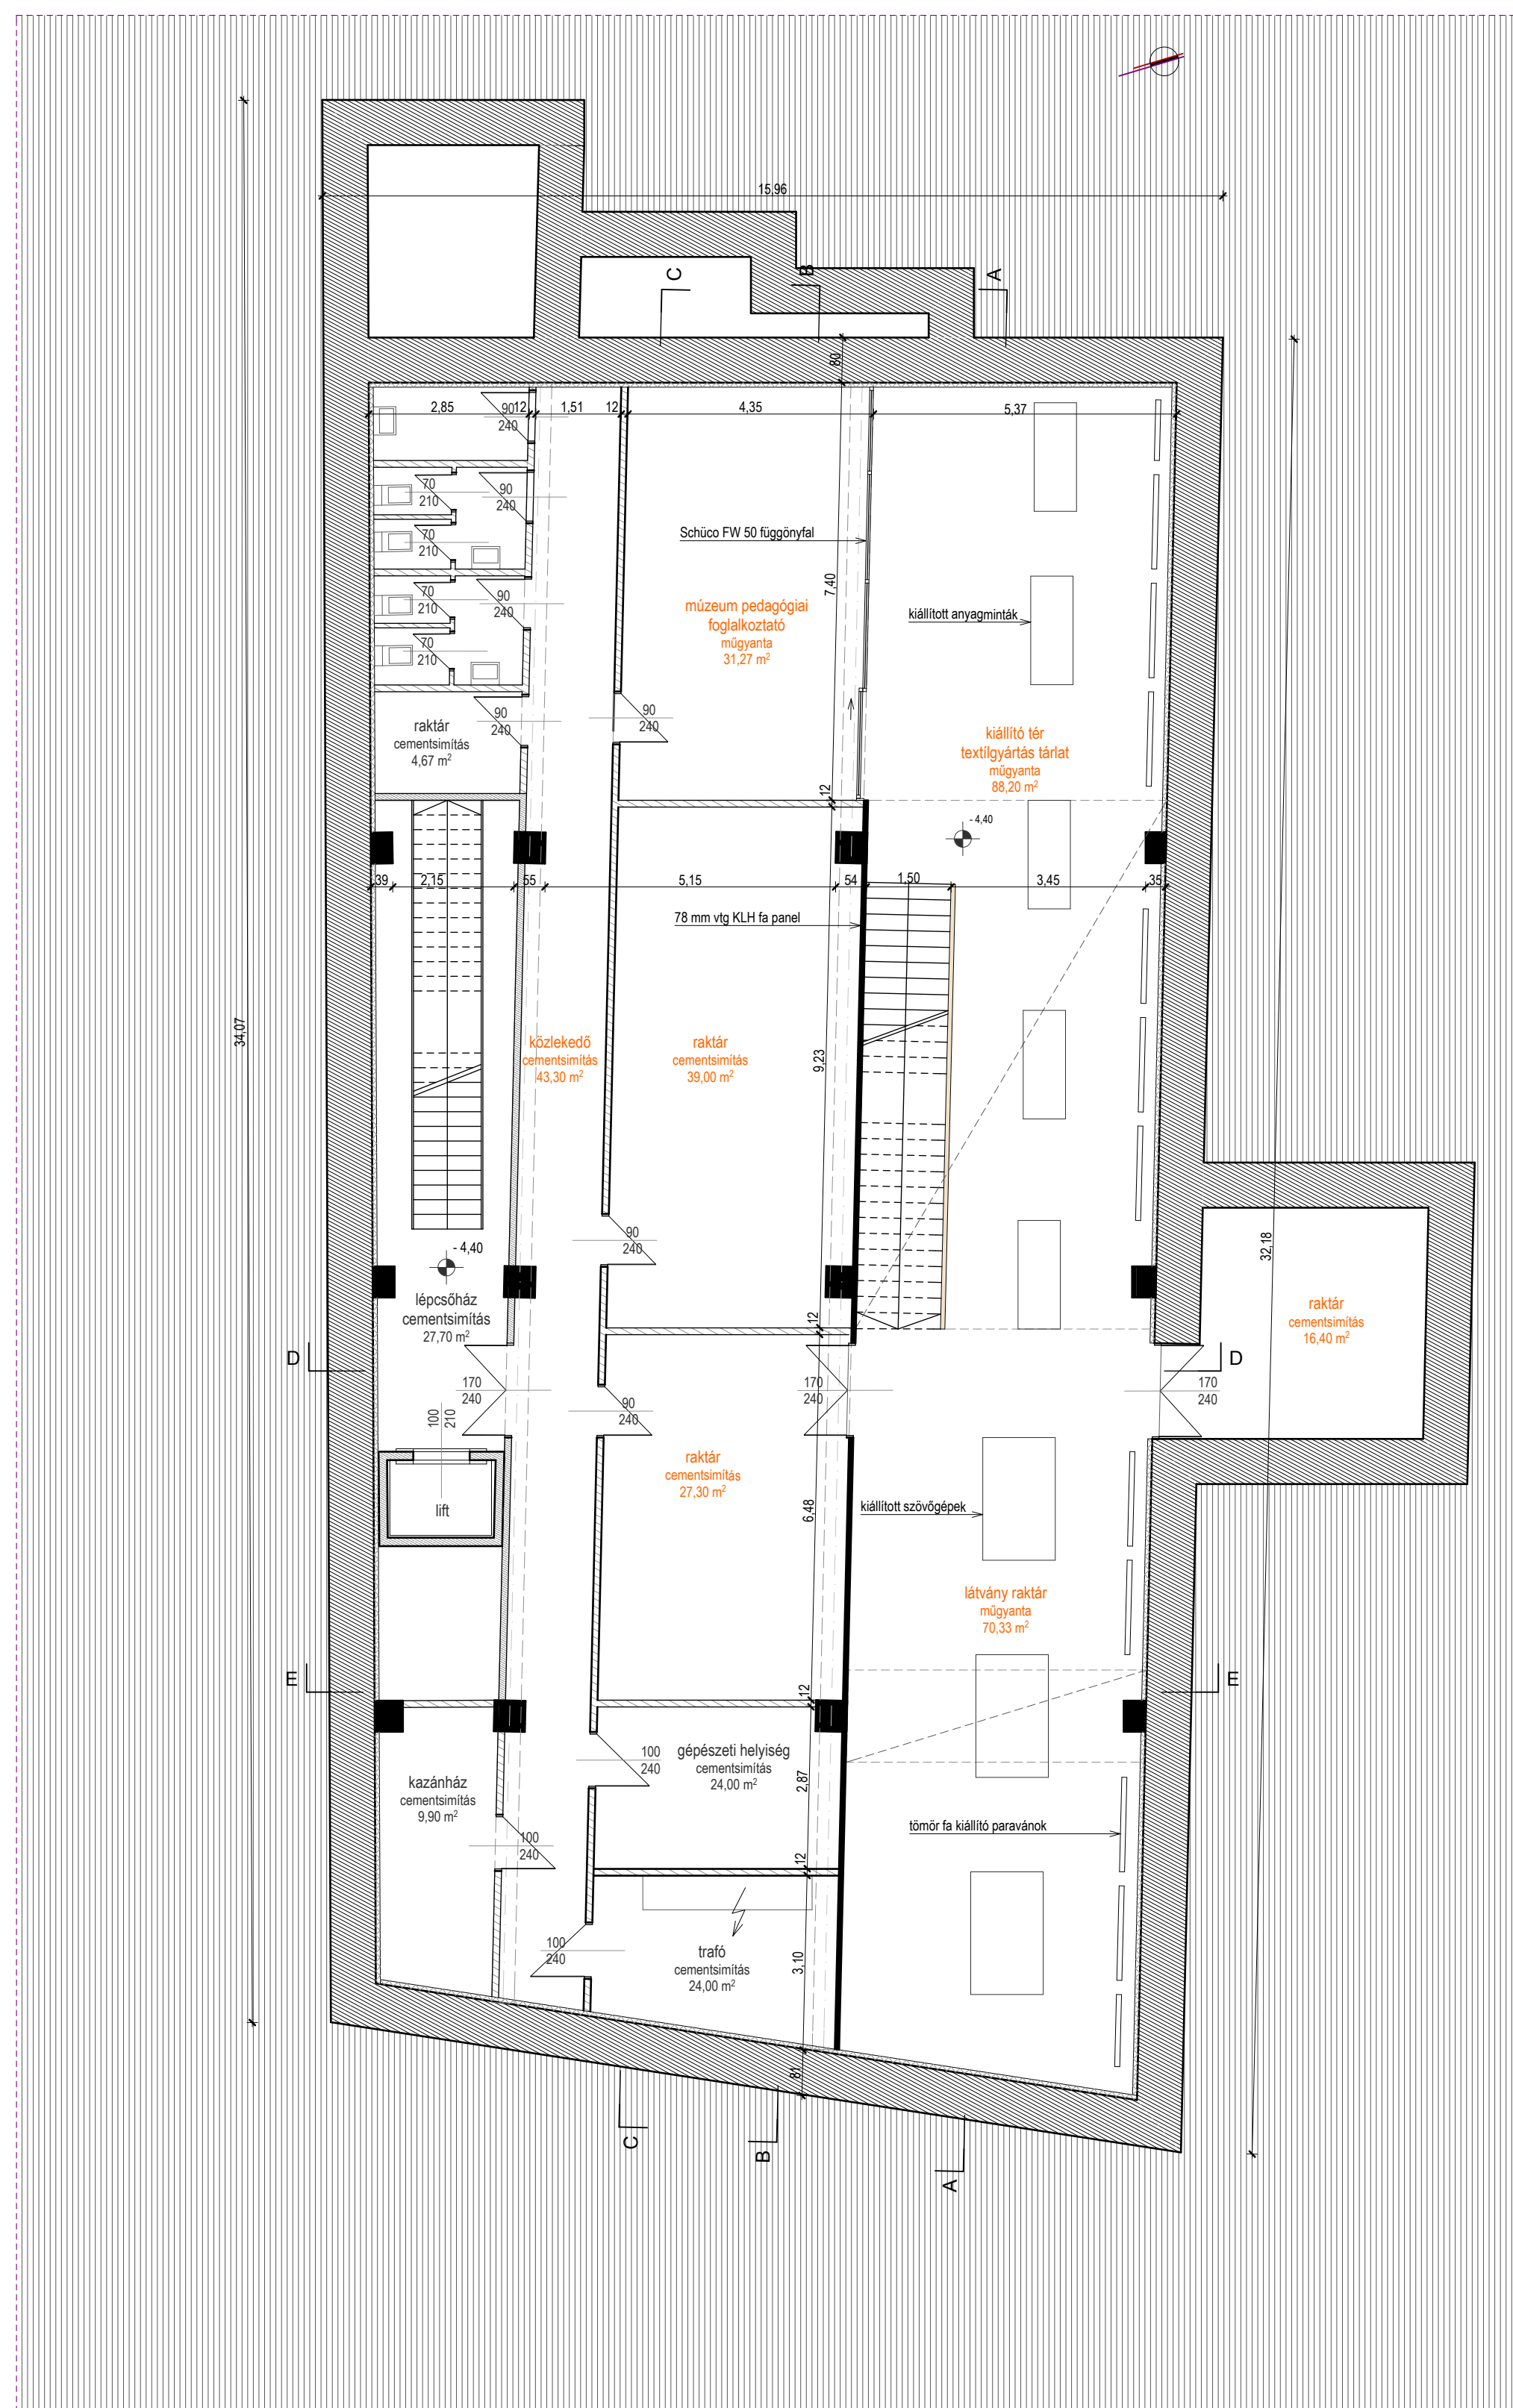 15,96
C
B
A
80
2,85
12
1,51
12
4,35
5,37
90
240
70
210
90
240
70
210
Schüco FW 50 függönyfal
7,40
kiállított anyagminták
múzeum pedagógiai
foglalkoztató
műgyanta
31,27 m²
70
210
90
240
70
210
raktár
cementsimítás
4,67 m²
90
240
90
240
kiállító tér
textilgyártás tárlat
műgyanta
88,20 m²
12
- 4,40
39
2,15
55
5,15
54
1,50
3,45
35
78 mm vtg KLH fa panel
34,07
közlekedő
cementsimítás
43,30 m²
raktár
cementsimítás
39,00 m²
9,23
90
240
- 4,40
lépcsőház
cementsimítás
27,70 m²
12
32,18
raktár
cementsimítás
16,40 m²
D
D
170
240
170
240
170
240
100
210
90
240
lift
raktár
cementsimítás
27,30 m²
6,48
kiállított szövőgépek
látvány raktár
műgyanta
70,33 m²
E
E
12
100
240
gépészeti helyiség
cementsimítás
24,00 m²
2,87
kazánház
cementsimítás
9,90 m²
100
240
12
tömör fa kiállító paravánok
100
240
trafó
cementsimítás
24,00 m²
3,10
81
C
B
A